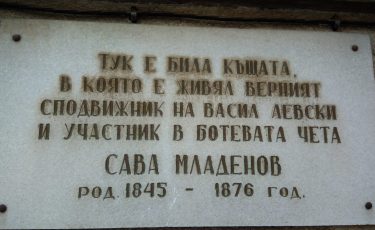 ТУК Е БИЛА КЪЩАТА,
В КОЯТО Е ЖИВЯЛ ВЕРНИЯТ
СПОДВИЖНИК НА ВАСИЛ ЛЕВСКИ
И УЧАСТНИК В БОТЕВАТА ЧЕТА
САВА МЛАДЕНОВ
РОД. 1845 - 1876 ГОД.